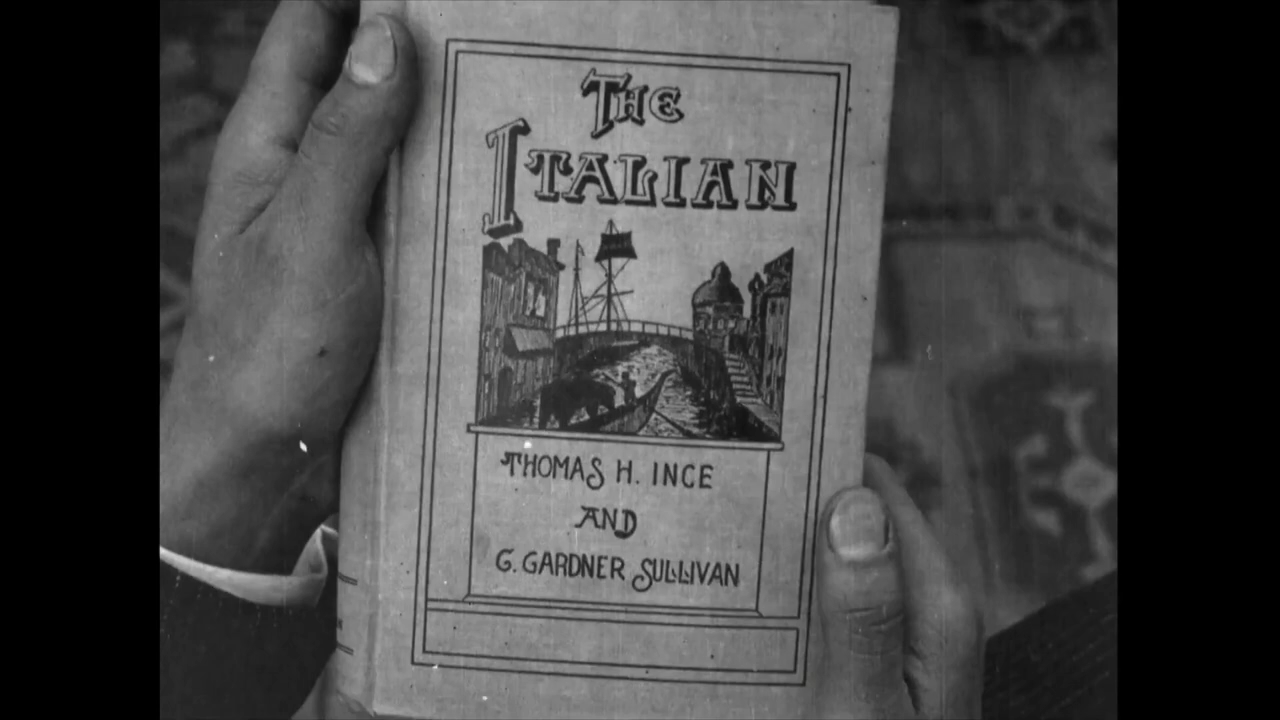 THE
ITALIAN
THOMAS H. INCE
AND
G. GARDNER SULLIVAN